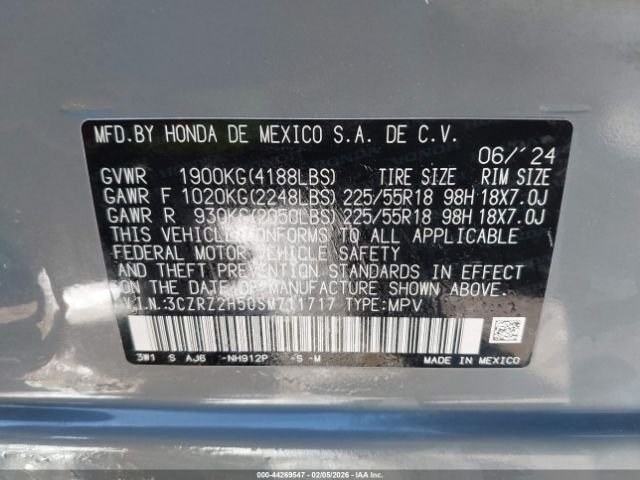 MFD.BY HONDA DE MEXICO S.A. DE C.V.
06/'24
GVWR 1900KG(4188LBS) TIRE SIZE RIM SIZE
GAWR F 1020KG(2248LBS) 225/55R18 98H 18X7.0J
GAWR R 930KG(2050LBS) 225/55R18 98H 18X7.0J
THIS VEHICLE CONFORMS TO ALL APPLICABLE
FEDERAL MOTOR VEHICLE SAFETY AND THEFT
PREVENTION STANDARDS IN EFFECT ON THE
DATE OF MANUFACTURE SHOWN ABOVE.
V.I.N.:3CZRZ2H50SM711717 TYPE:MPV
3W1 S AJ6 -NH912P -S -M
MADE IN MEXICO
000-44269547 - 02/05/2026 - IAA Inc.